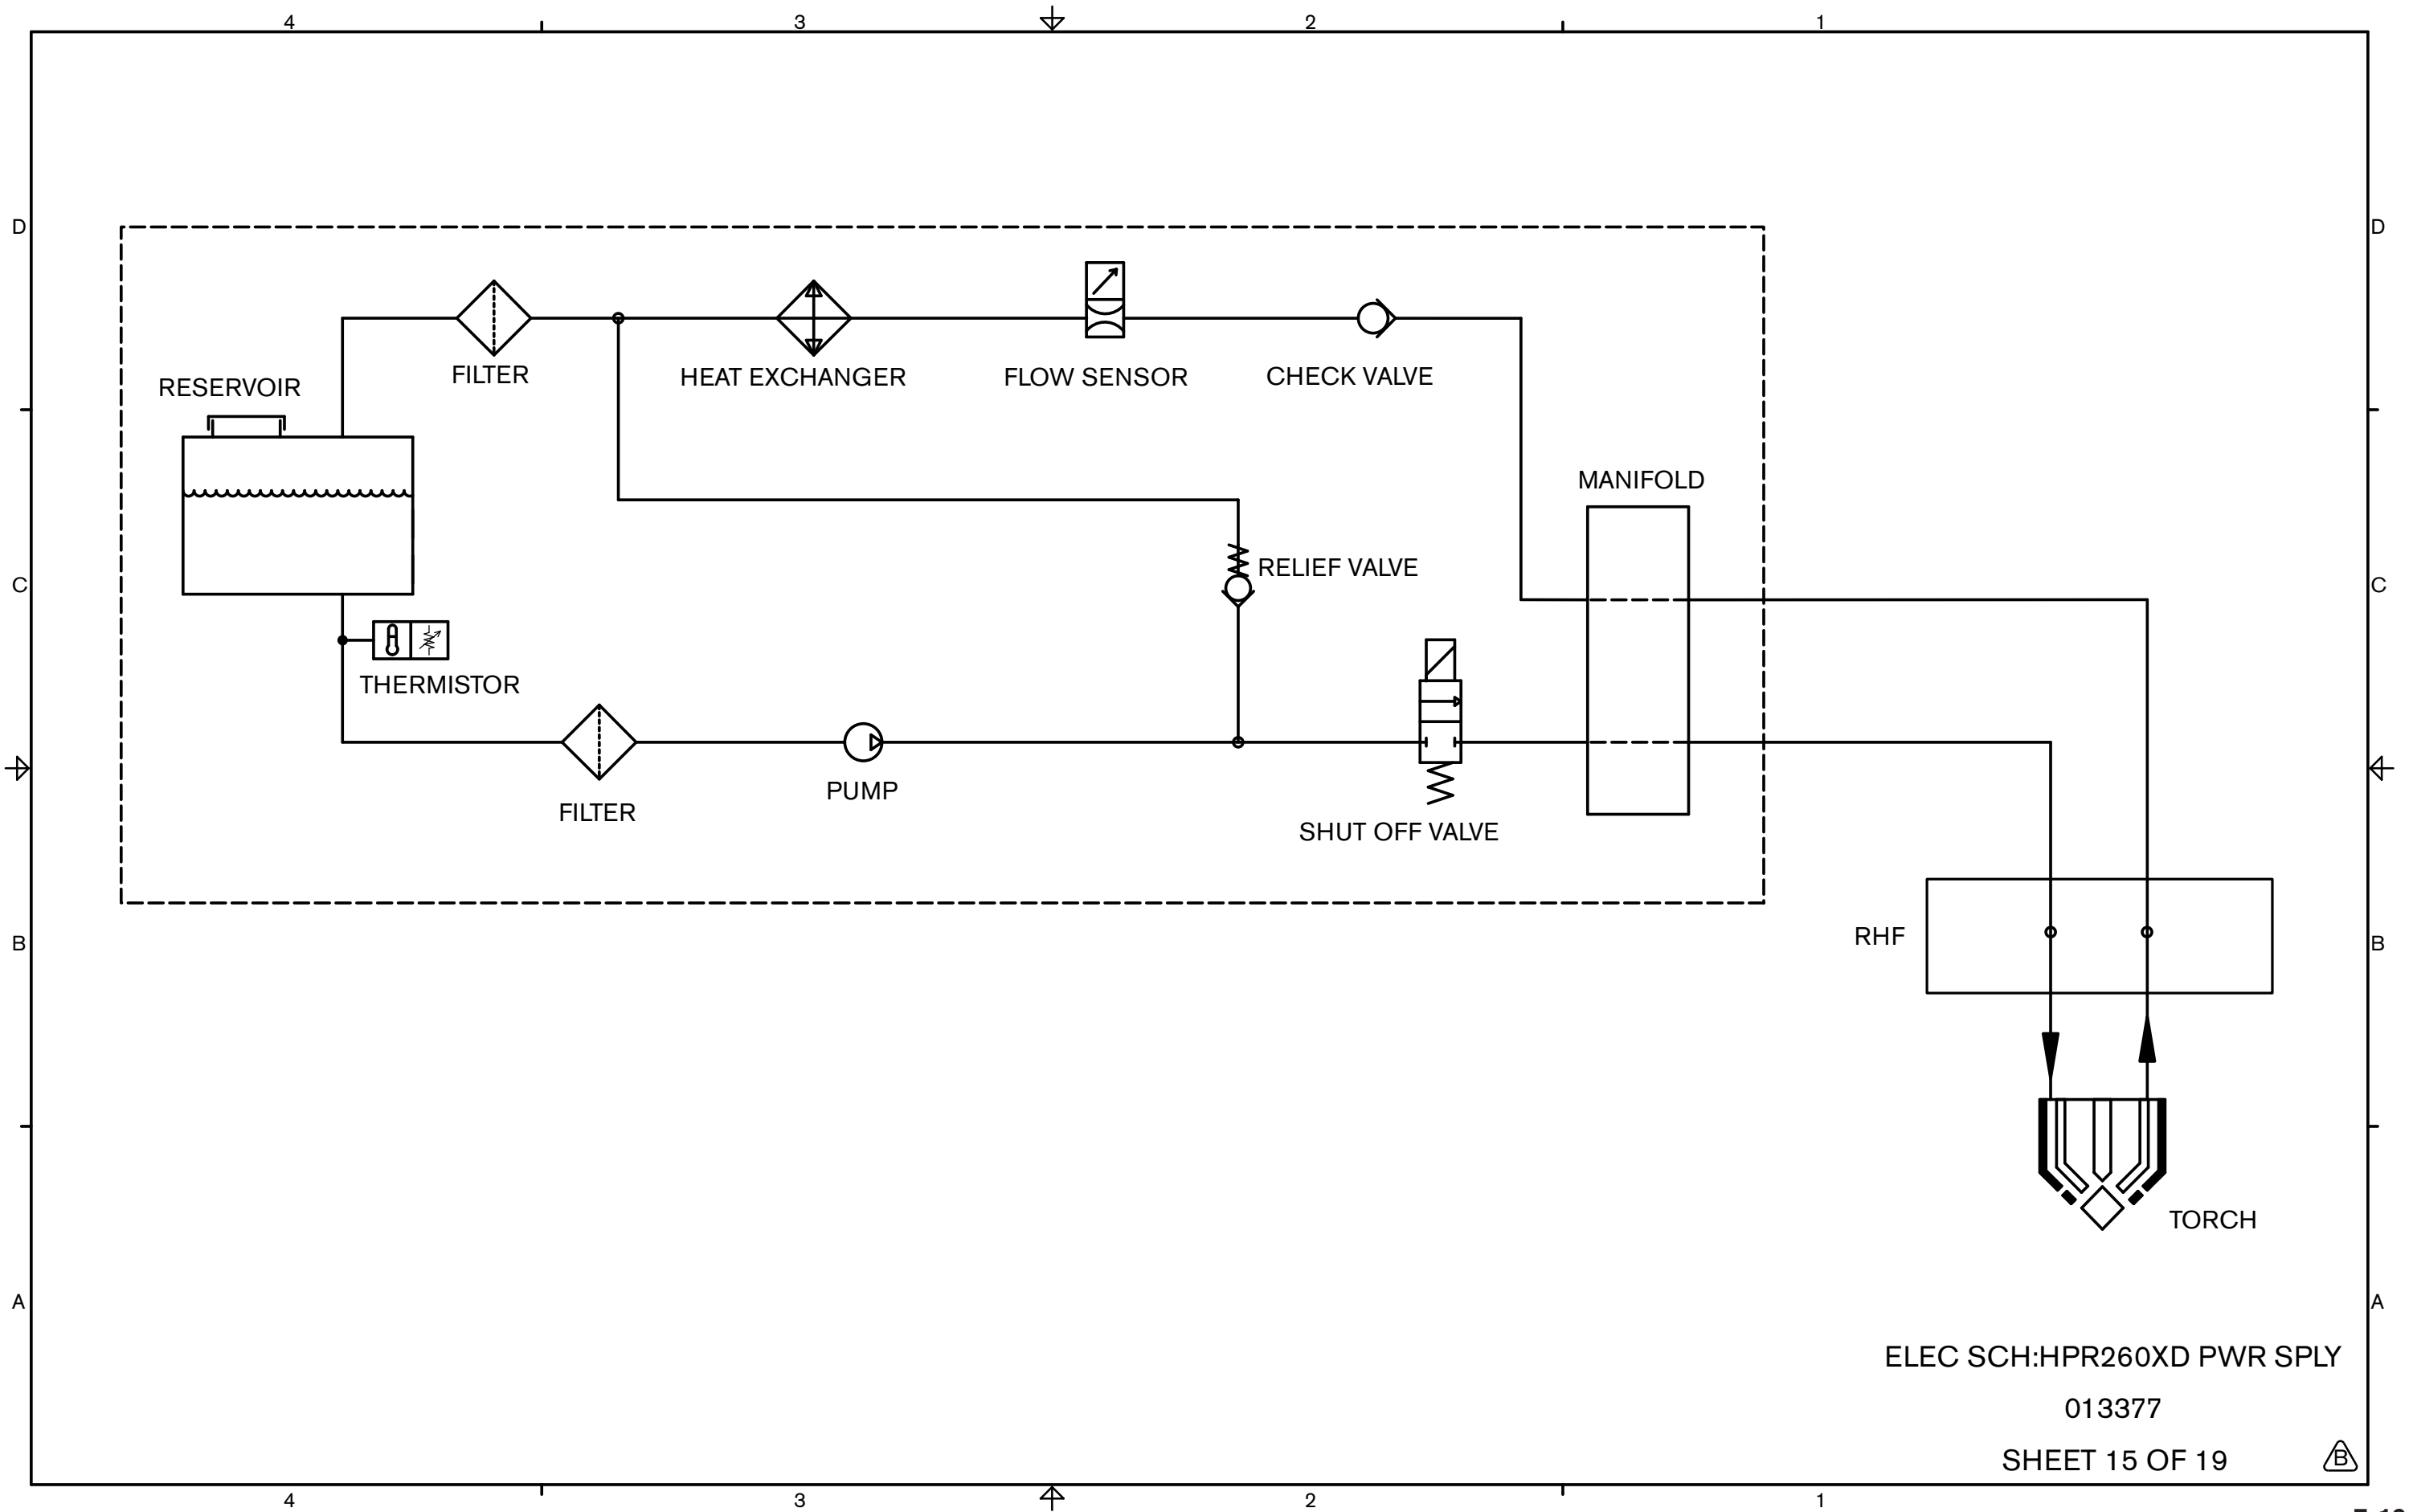 4 3 2 1
D D
FILTER
HEAT EXCHANGER
FLOW SENSOR
CHECK VALVE
RESERVOIR
MANIFOLD
RELIEF VALVE
C C
THERMISTOR
PUMP
FILTER
SHUT OFF VALVE
RHF
B B
TORCH
A A
ELEC SCH:HPR260XD PWR SPLY
013377
SHEET 15 OF 19
B
4 3 2 1